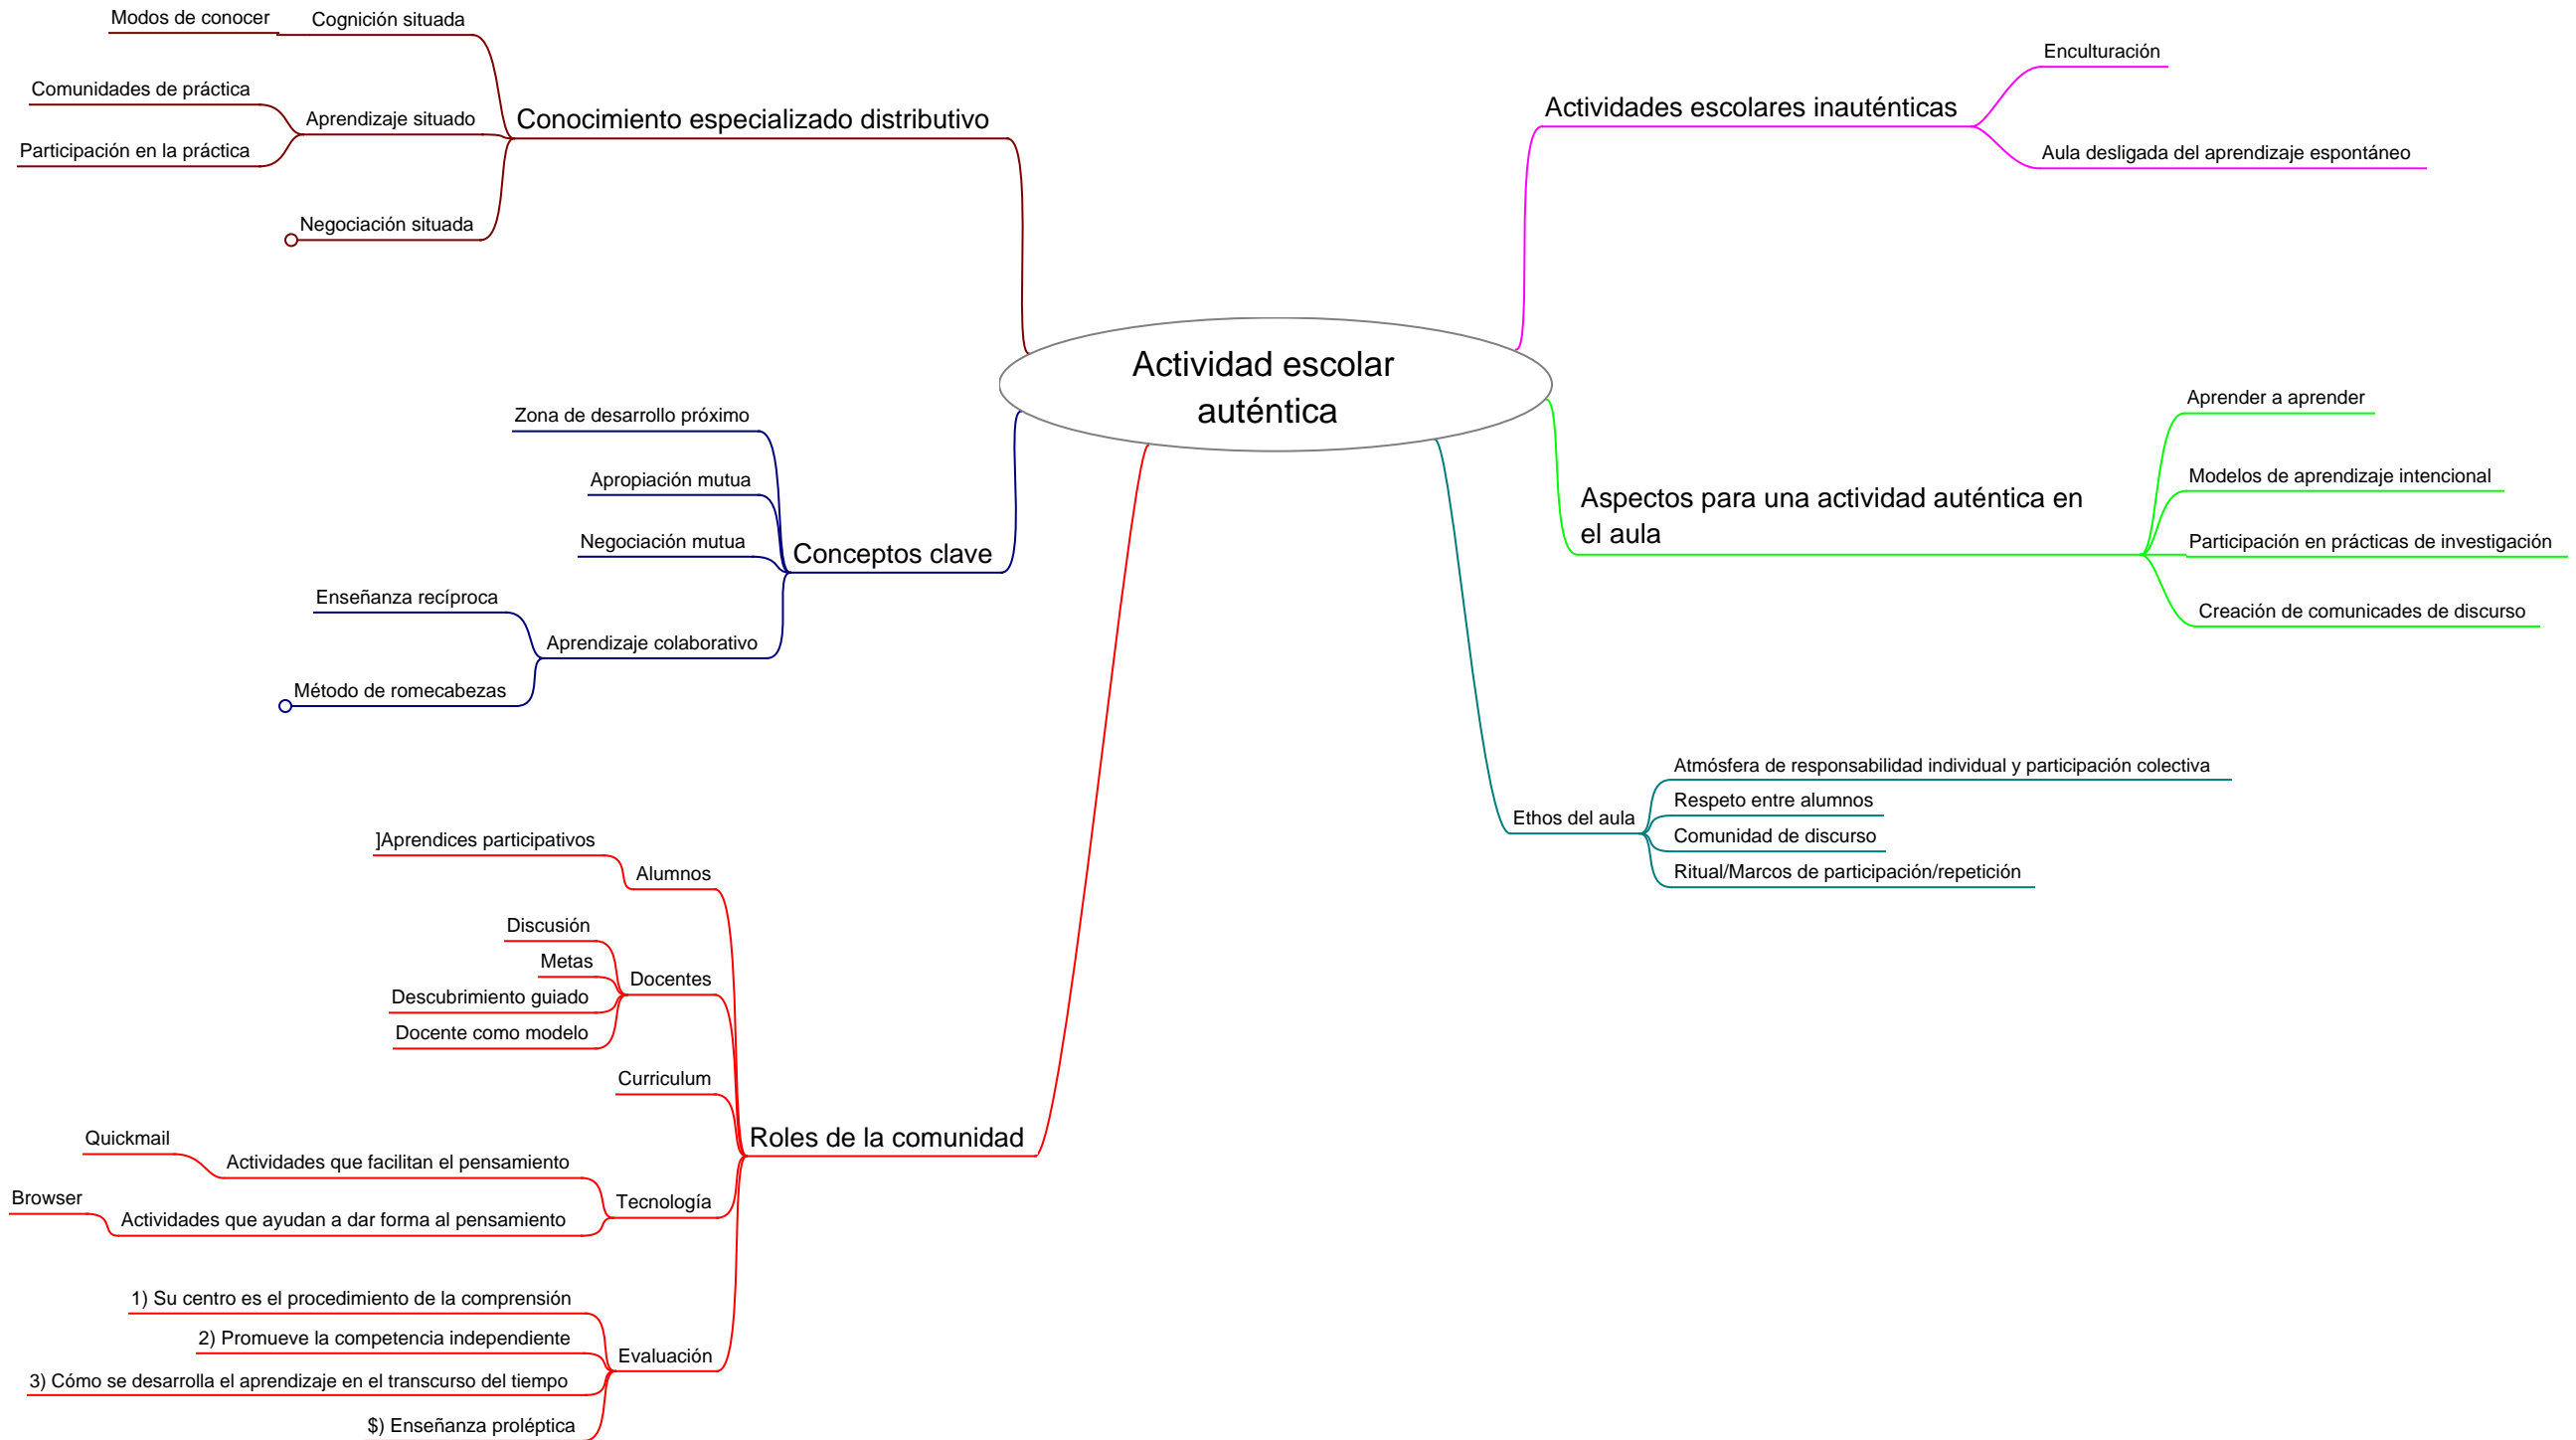 Actividad escolar
auténtica
Conocimiento especializado distributivo
Cognición situada
Modos de conocer
Aprendizaje situado
Comunidades de práctica
Participación en la práctica
Negociación situada
Conceptos clave
Zona de desarrollo próximo
Apropiación mutua
Negociación mutua
Aprendizaje colaborativo
Enseñanza recíproca
Método de romecabezas
Roles de la comunidad
Alumnos
]Aprendices participativos
Docentes
Discusión
Metas
Descubrimiento guiado
Docente como modelo
Curriculum
Tecnología
Actividades que facilitan el pensamiento
Quickmail
Actividades que ayudan a dar forma al pensamiento
Browser
Evaluación
1) Su centro es el procedimiento de la comprensión
2) Promueve la competencia independiente
3) Cómo se desarrolla el aprendizaje en el transcurso del tiempo
$) Enseñanza proléptica
Actividades escolares inauténticas
Enculturación
Aula desligada del aprendizaje espontáneo
Aspectos para una actividad auténtica en
el aula
Aprender a aprender
Modelos de aprendizaje intencional
Participación en prácticas de investigación
Creación de comunicades de discurso
Ethos del aula
Atmósfera de responsabilidad individual y participación colectiva
Respeto entre alumnos
Comunidad de discurso
Ritual/Marcos de participación/repetición